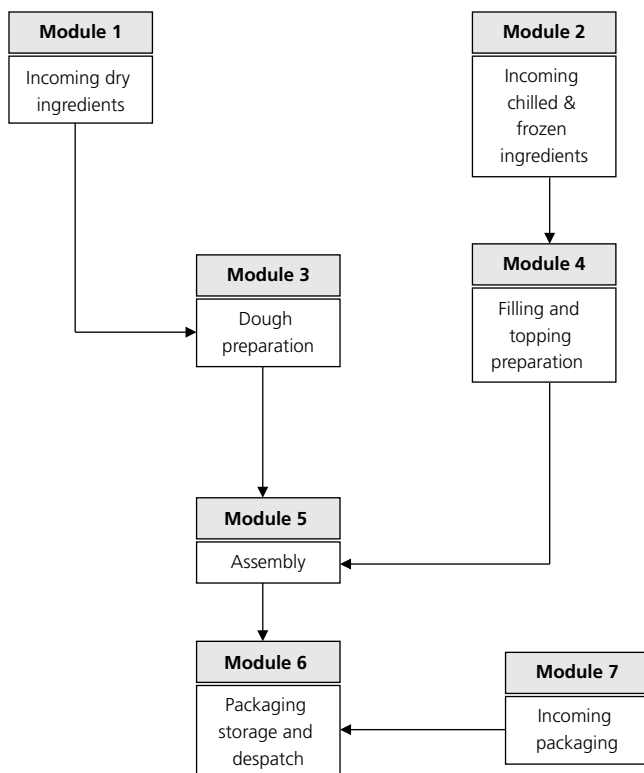 Module 1
Incoming dry
ingredients
Module 2
Incoming
chilled &
frozen
ingredients
Module 3
Dough
preparation
Module 4
Filling and
topping
preparation
Module 5
Assembly
Module 6
Packaging
storage and
despatch
Module 7
Incoming
packaging